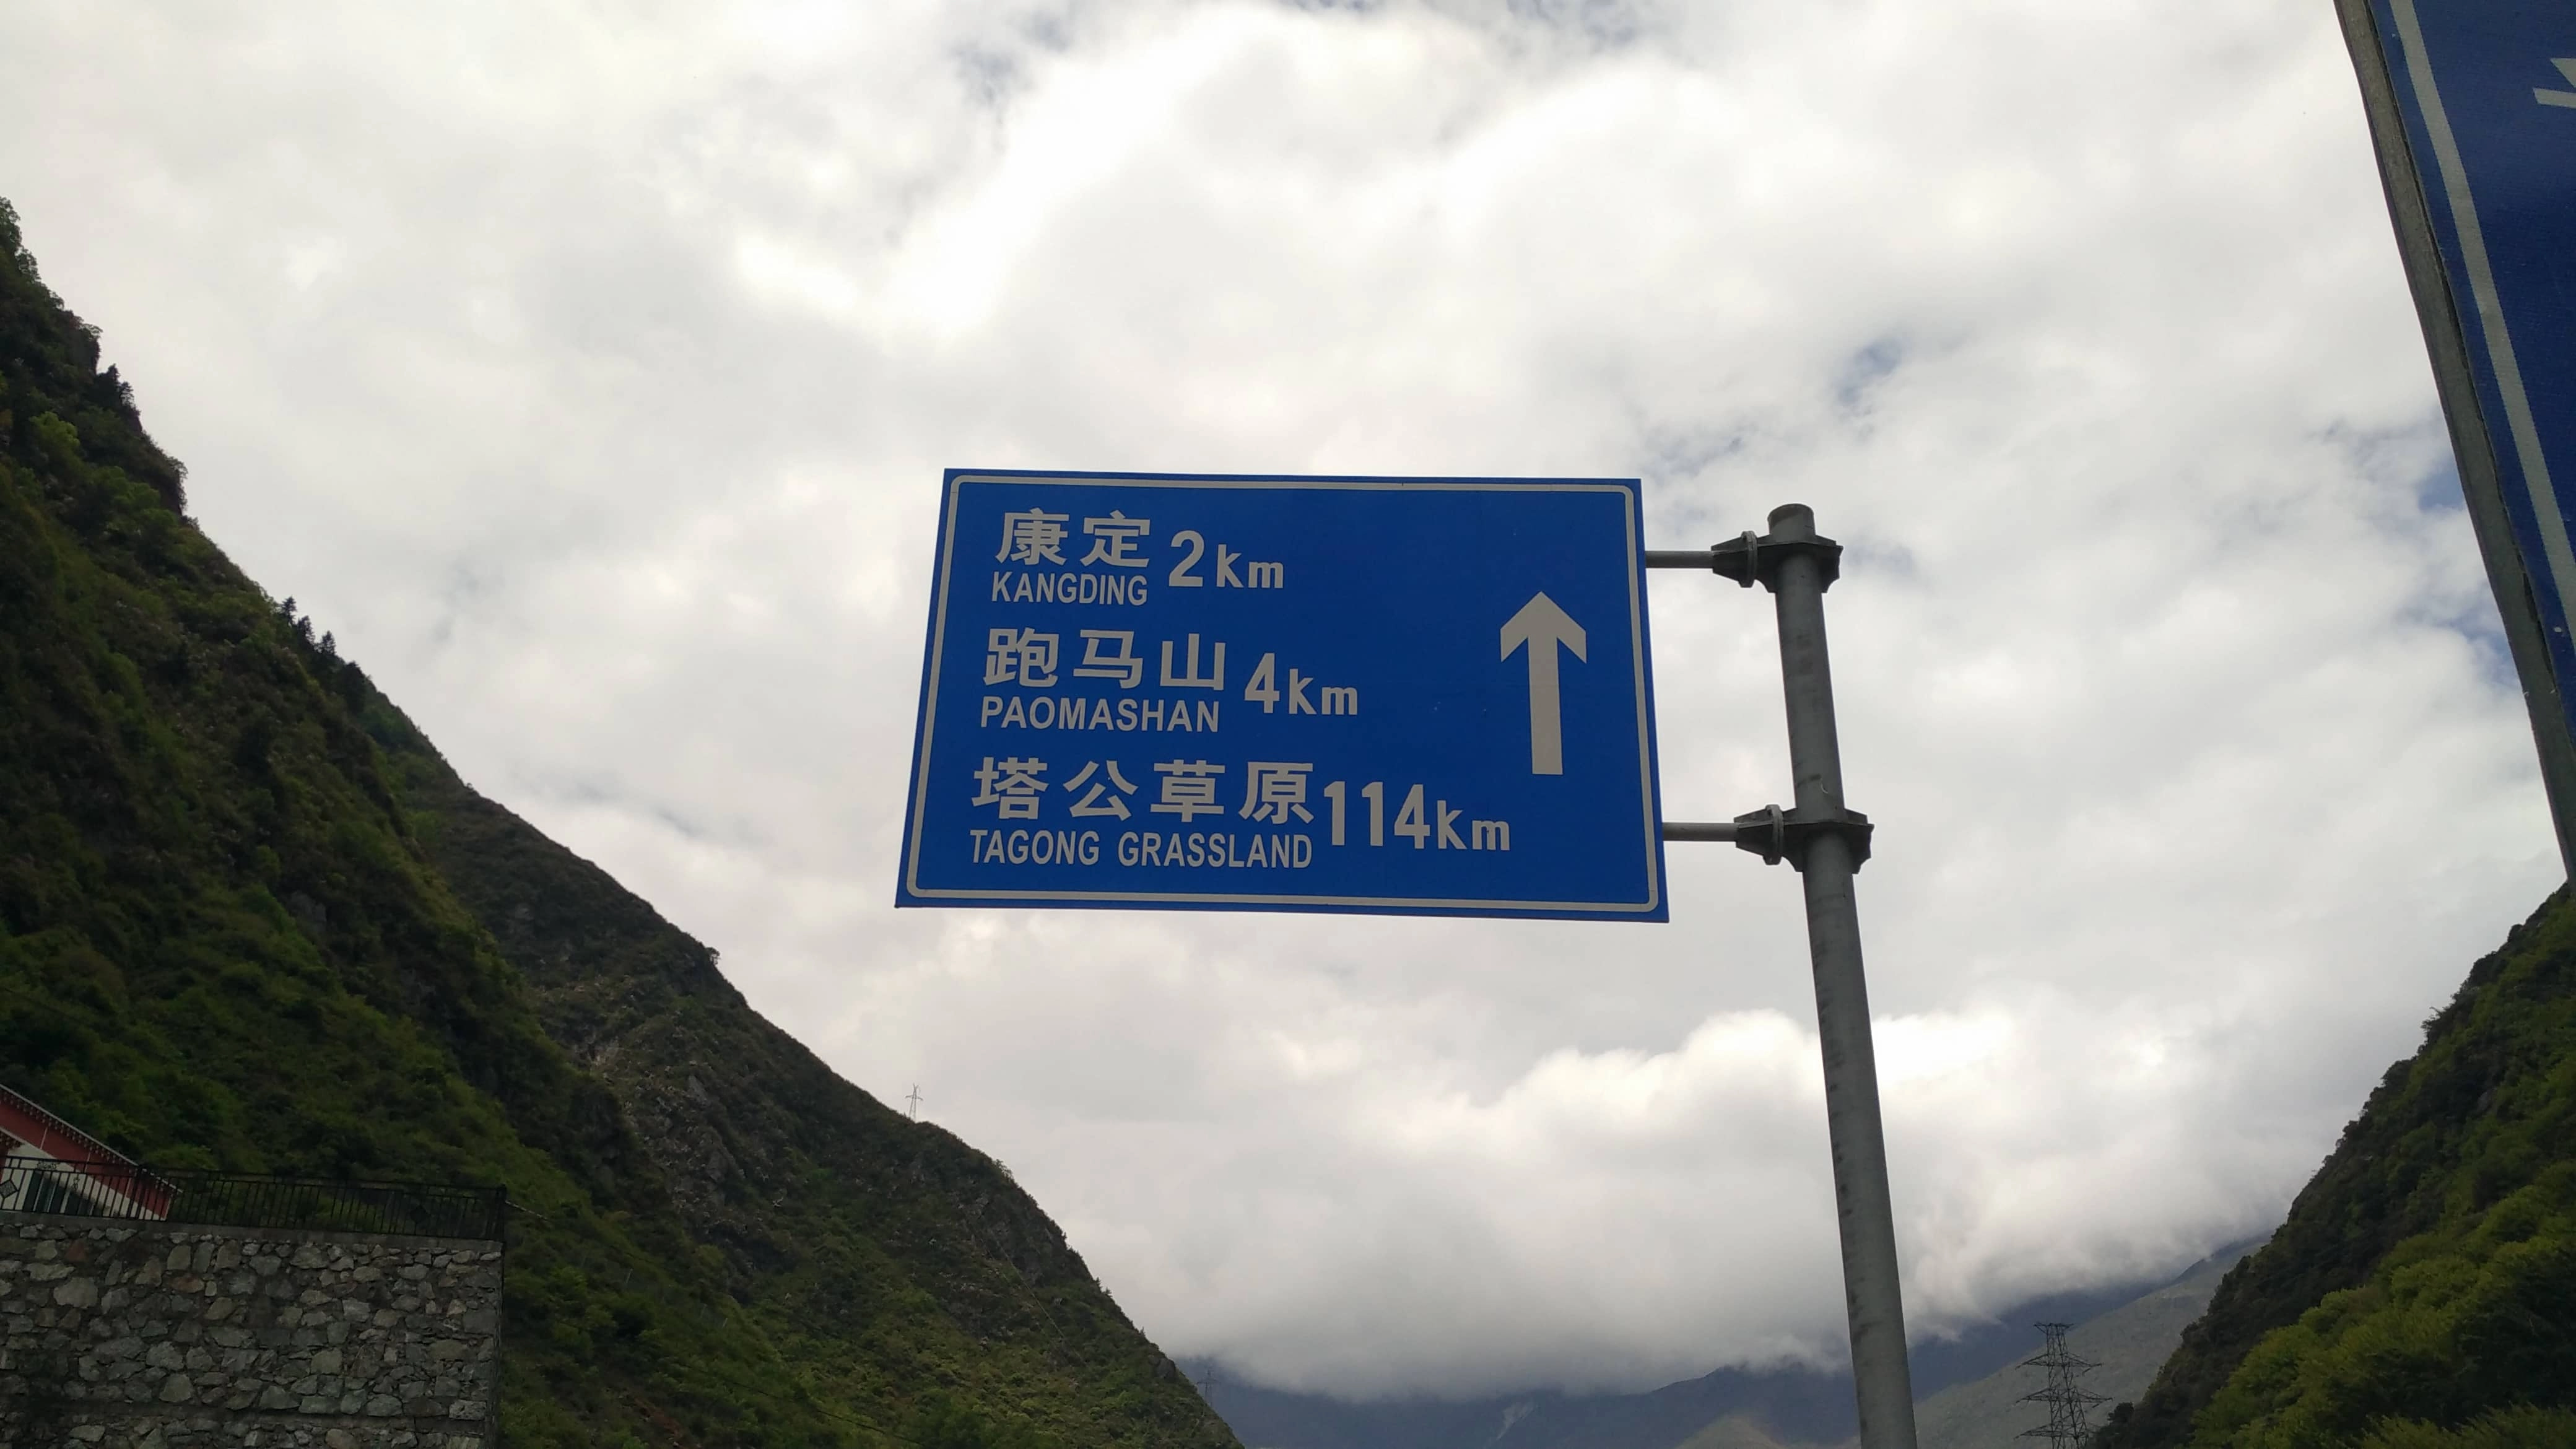 康定 2km
KANGDING
跑马山 4km
PAOMASHAN
塔公草原 114km
TAGONG GRASSLAND